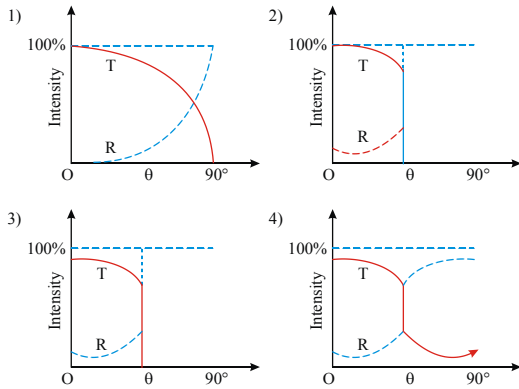 1)
100%
T
Intensity
R
O θ 90°
2)
100%
T
Intensity
R
O θ 90°
3)
100%
T
Intensity
R
O θ 90°
4)
100%
T
Intensity
R
O θ 90°